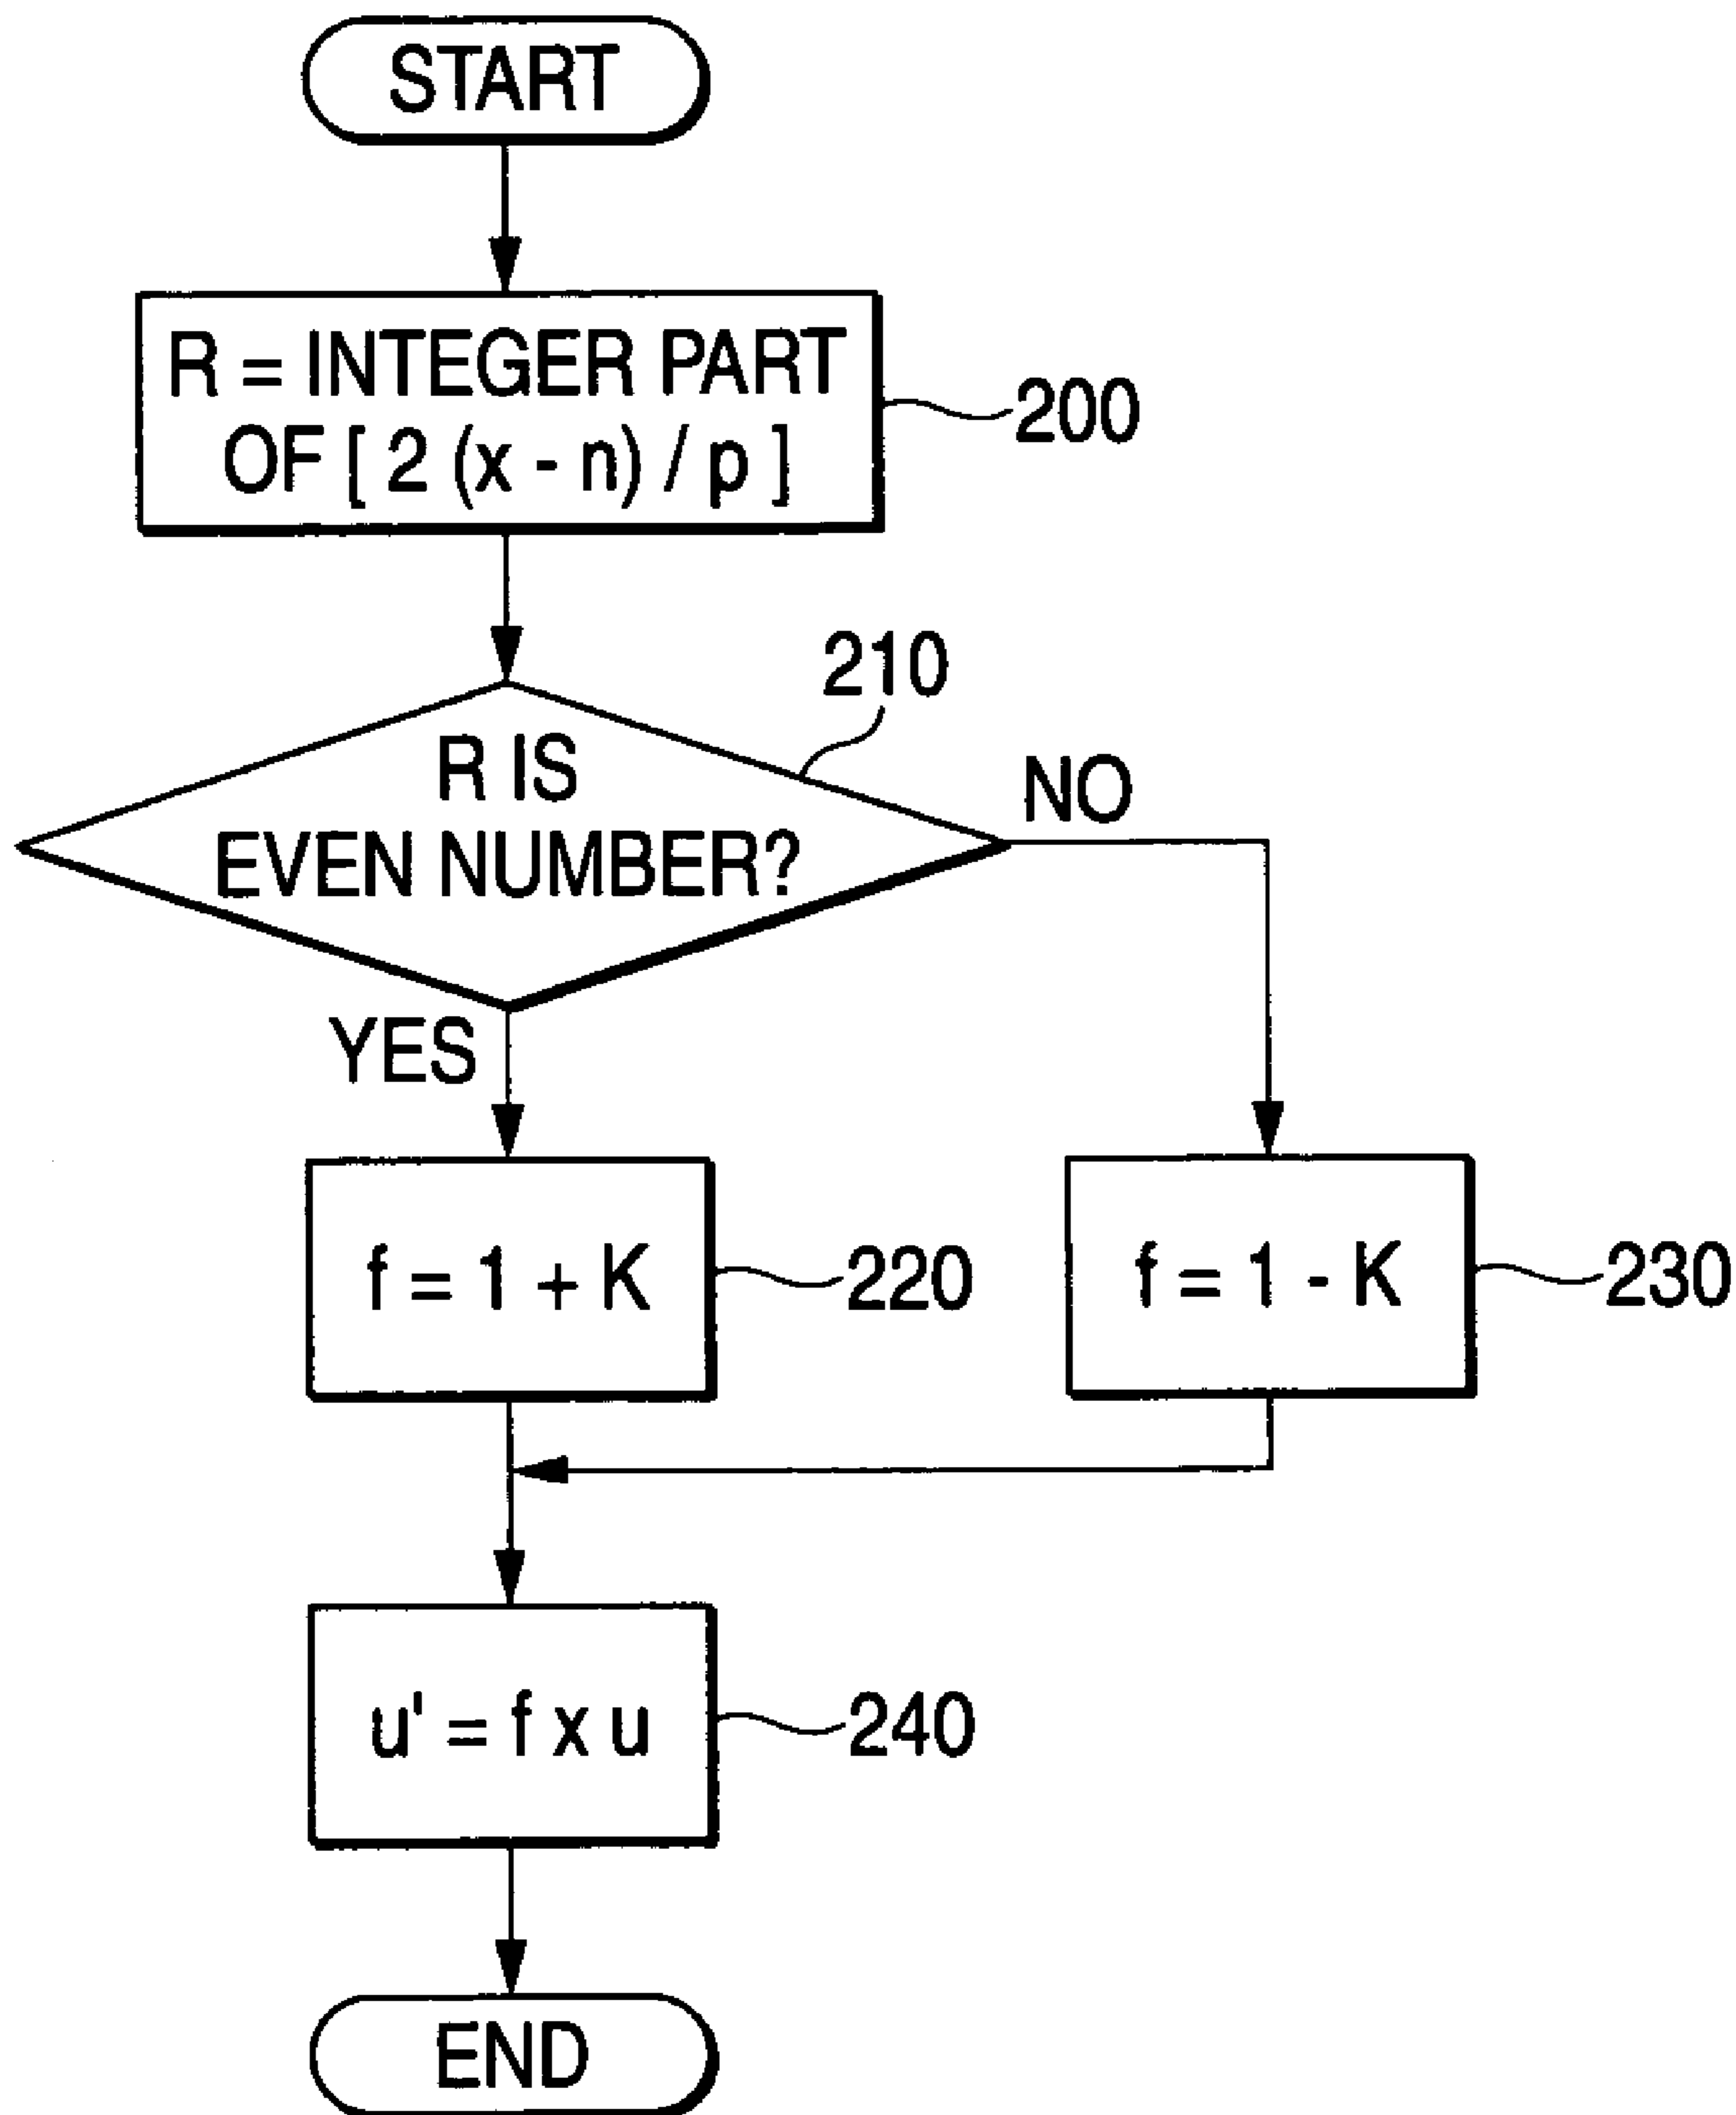 START
R = INTEGER PART
OF [ 2 (x - n) / p ]
200
210
R IS
EVEN NUMBER?
NO
YES
f = 1 + K
220
f = 1 - K
230
u' = f x u
240
END